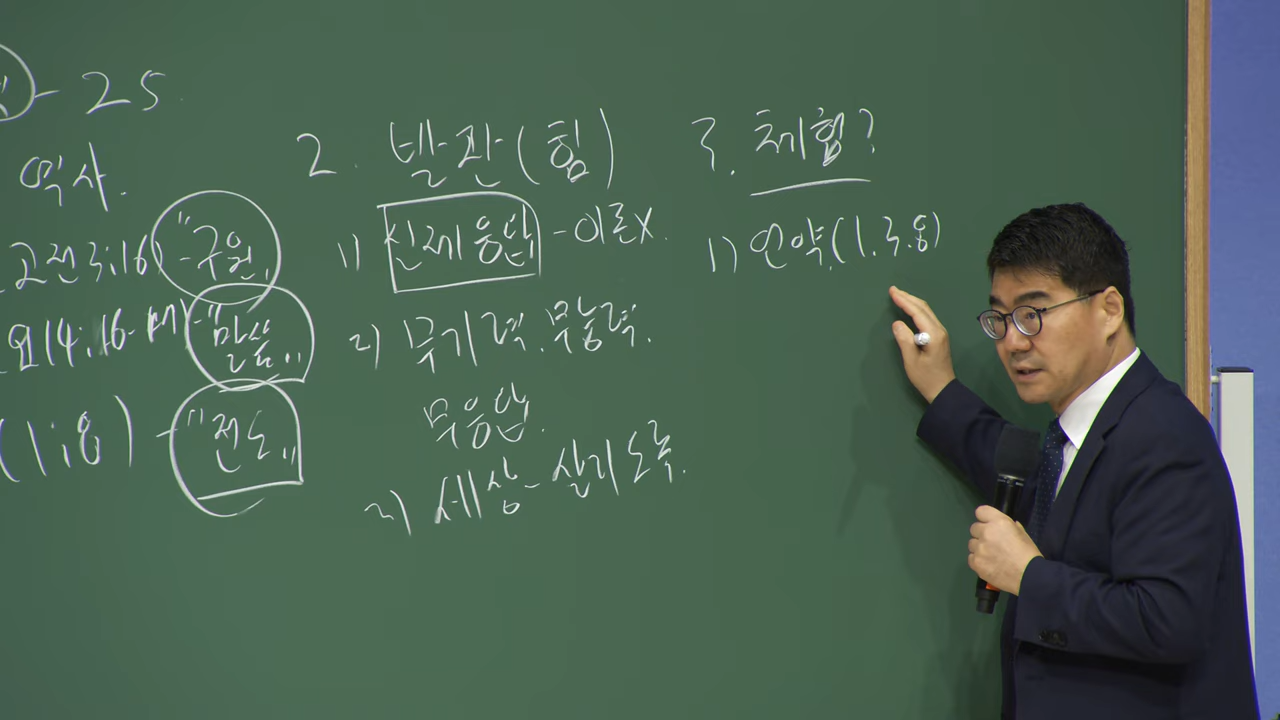 - 25
역사.
고전3:16) - "구원"
요14:16-
"말씀"
(1:8) - "전도"
2. 발판(힘)
1) 실제응답 - 이론X.
2) 무기력. 무능력.
무응답.
3) 세상 - 살리도록.
3. 체험?
1) 언약.(1.3.8)